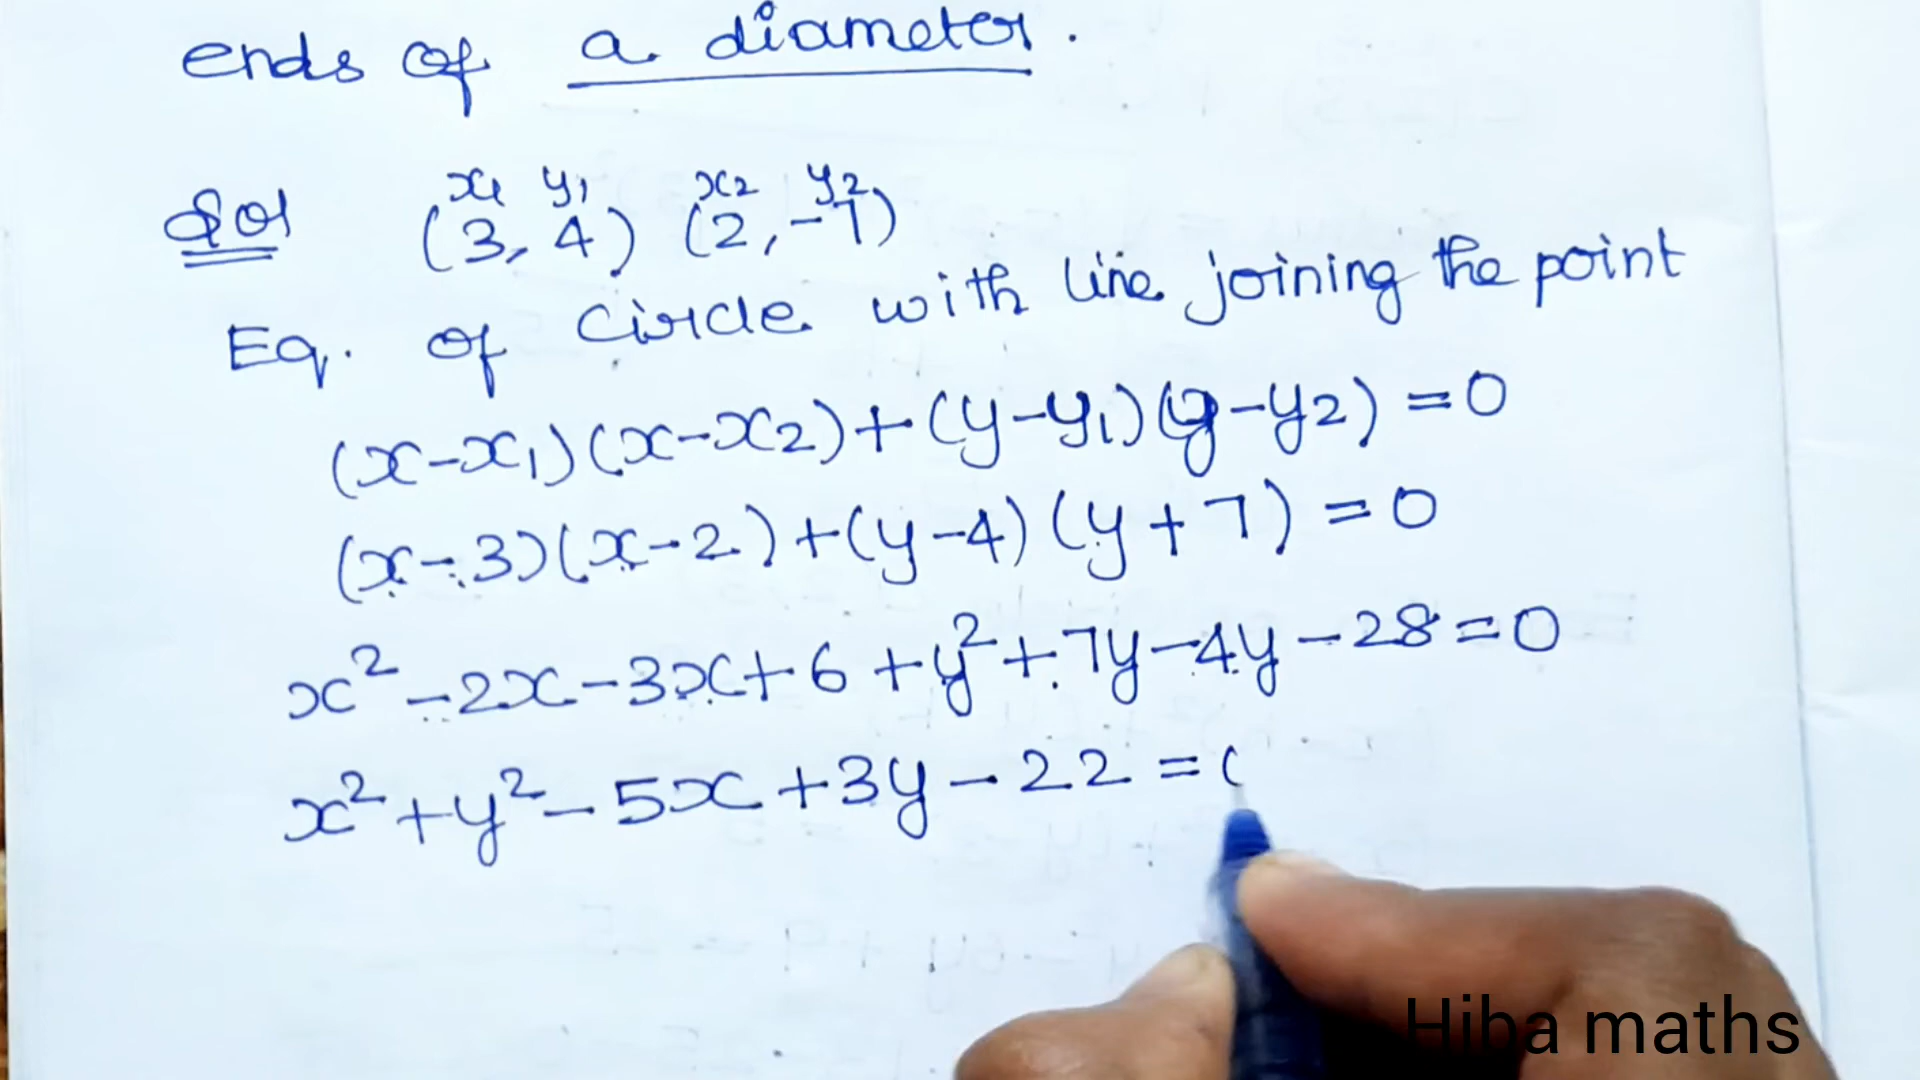 ends of a diameter.
x1 y1 x2 y2
Sol (3, 4) (2, -7)
Eq. of circle with line joining the point
(x-x1)(x-x2)+(y-y1)(y-y2) =0
(x-3)(x-2)+(y-4)(y+7) =0
x²-2x-3x+6+y²+7y-4y-28=0
x²+y²-5x+3y-22=
Hiba maths